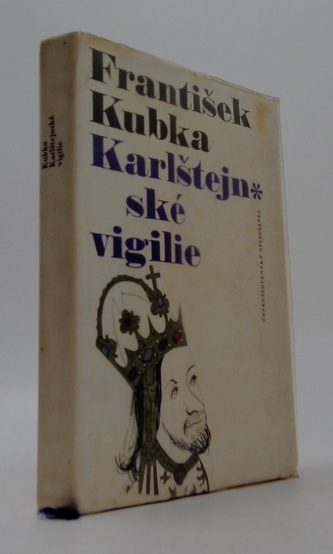 František
Kubka
Karlštejn*
ské
vigilie
ČESKOSLOVENSKÝ SPISOVATEL
Kubka
Karlštejnské
vigilie